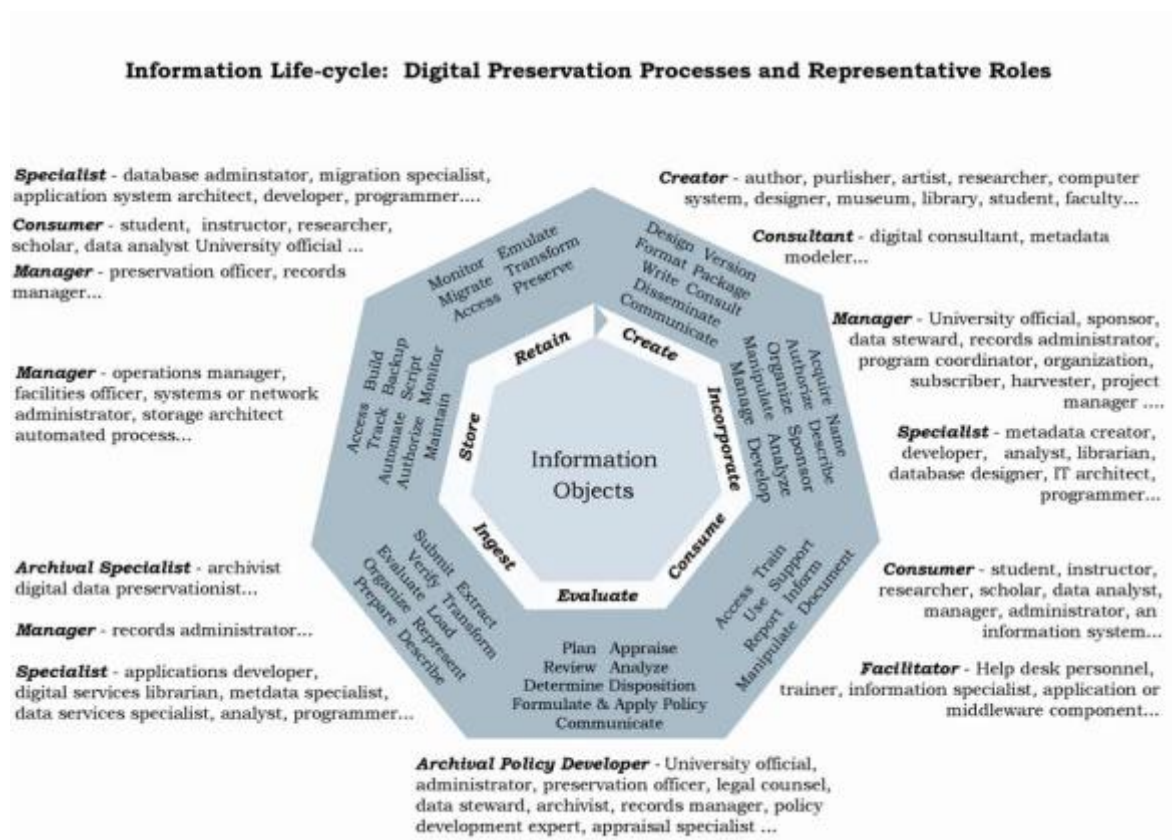 Information Life-cycle:  Digital Preservation Processes and Representative Roles
Specialist - database adminstator, migration specialist,
application system architect, developer, programmer....
Consumer - student, instructor, researcher,
scholar, data analyst University official ...
Manager - preservation officer, records
manager...
Manager - operations manager,
facilities officer, systems or network
administrator, storage architect
automated process...
Archival Specialist - archivist
digital data preservationist...
Manager - records administrator...
Specialist - applications developer,
digital services librarian, metdata specialist,
data services specialist, analyst, programmer...
Creator - author, purlisher, artist, researcher, computer
system, designer, museum, library, student, faculty...
Consultant - digital consultant, metadata
modeler...
Manager - University official, sponsor,
data steward, records administrator,
program coordinator, organization,
subscriber, harvester, project
manager ....
Specialist - metadata creator,
developer, analyst, librarian,
database designer, IT architect,
programmer...
Consumer - student, instructor,
researcher, scholar, data analyst,
manager, administrator, an
information system...
Facilitator - Help desk personnel,
trainer, information specialist, application or
middleware component...
Monitor Emulate
Migrate Transform
Access Preserve
Retain
Design Version
Format Package
Write Consult
Disseminate
Communicate
Create
Acquire Name
Authorize Describe
Organize Sponsor
Manipulate Analyze
Manage Develop
Incorporate
Access Train
Use Support
Report Inform
Manipulate Document
Consume
Evaluate
Plan Appraise
Review Analyze
Determine Disposition
Formulate & Apply Policy
Communicate
Ingest
Submit Extract
Verify Transform
Evaluate Load
Organize Represent
Prepare Describe
Store
Access Build
Track Backup
Automate Script
Authorize Monitor
Maintain
Information
Objects
Archival Policy Developer - University official,
administrator, preservation officer, legal counsel,
data steward, archivist, records manager, policy
development expert, appraisal specialist ...